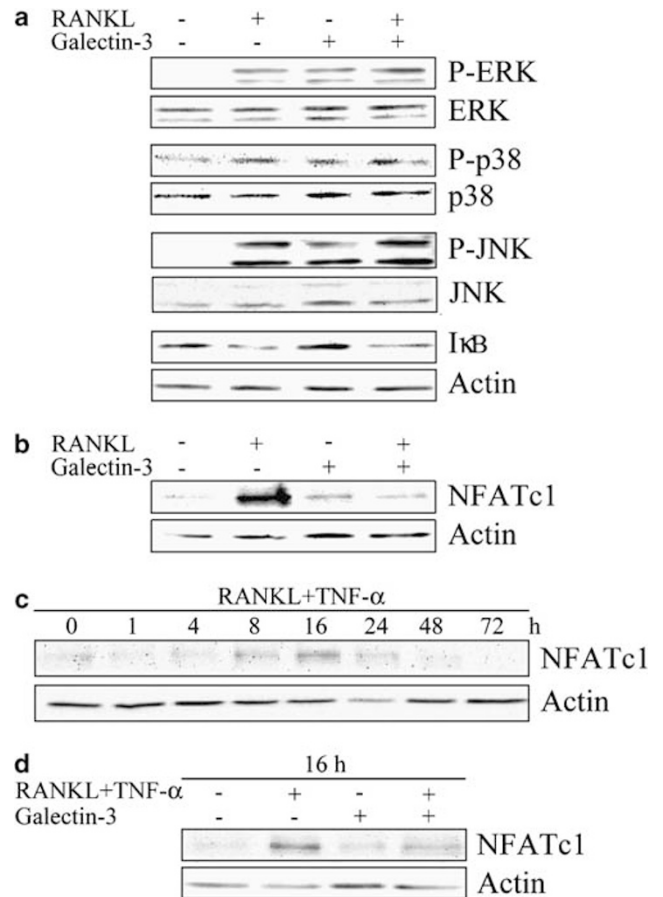 a RANKL - + - +
Galectin-3 - - + +
P-ERK
ERK
P-p38
p38
P-JNK
JNK
IκB
Actin
b RANKL - + - +
Galectin-3 - - + +
NFATc1
Actin
c RANKL+TNF-α
0 1 4 8 16 24 48 72 h
NFATc1
Actin
d 16 h
RANKL+TNF-α - + - +
Galectin-3 - - + +
NFATc1
Actin